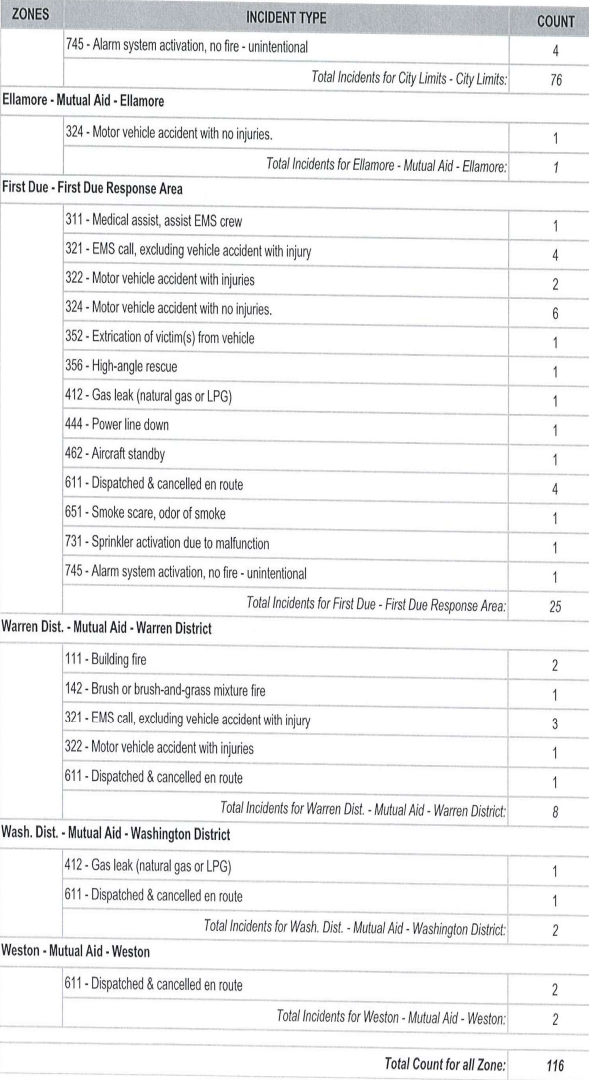 ZONES INCIDENT TYPE COUNT
745 - Alarm system activation, no fire - unintentional 4
Total Incidents for City Limits - City Limits: 76
Ellamore - Mutual Aid - Ellamore
324 - Motor vehicle accident with no injuries. 1
Total Incidents for Ellamore - Mutual Aid - Ellamore: 1
First Due - First Due Response Area
311 - Medical assist, assist EMS crew 1
321 - EMS call, excluding vehicle accident with injury 4
322 - Motor vehicle accident with injuries 2
324 - Motor vehicle accident with no injuries. 6
352 - Extrication of victim(s) from vehicle 1
356 - High-angle rescue 1
412 - Gas leak (natural gas or LPG) 1
444 - Power line down 1
462 - Aircraft standby 1
611 - Dispatched & cancelled en route 4
651 - Smoke scare, odor of smoke 1
731 - Sprinkler activation due to malfunction 1
745 - Alarm system activation, no fire - unintentional 1
Total Incidents for First Due - First Due Response Area: 25
Warren Dist. - Mutual Aid - Warren District
111 - Building fire 2
142 - Brush or brush-and-grass mixture fire 1
321 - EMS call, excluding vehicle accident with injury 3
322 - Motor vehicle accident with injuries 1
611 - Dispatched & cancelled en route 1
Total Incidents for Warren Dist. - Mutual Aid - Warren District: 8
Wash. Dist. - Mutual Aid - Washington District
412 - Gas leak (natural gas or LPG) 1
611 - Dispatched & cancelled en route 1
Total Incidents for Wash. Dist. - Mutual Aid - Washington District: 2
Weston - Mutual Aid - Weston
611 - Dispatched & cancelled en route 2
Total Incidents for Weston - Mutual Aid - Weston: 2
Total Count for all Zone: 116